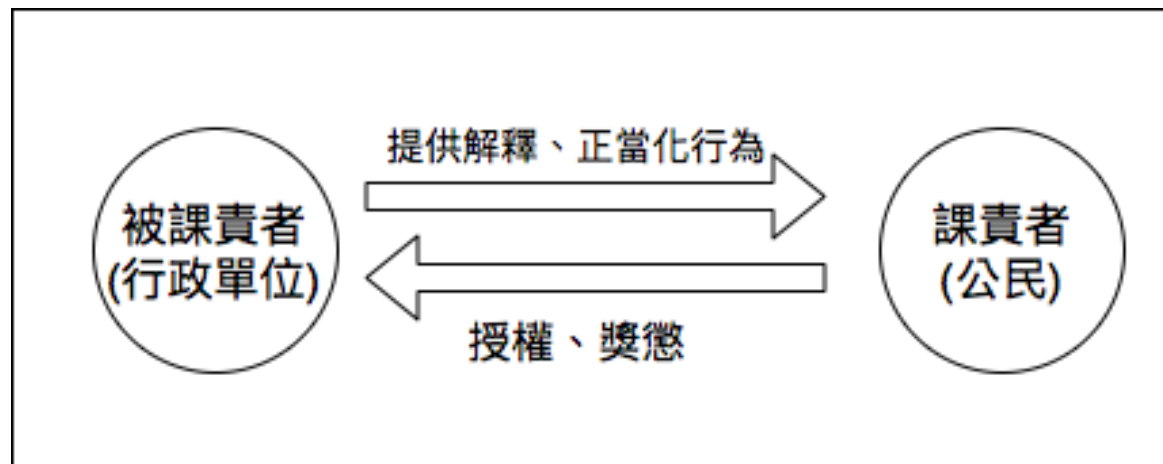 提供解釋、正當化行為
被課責者
(行政單位)
課責者
(公民)
授權、獎懲